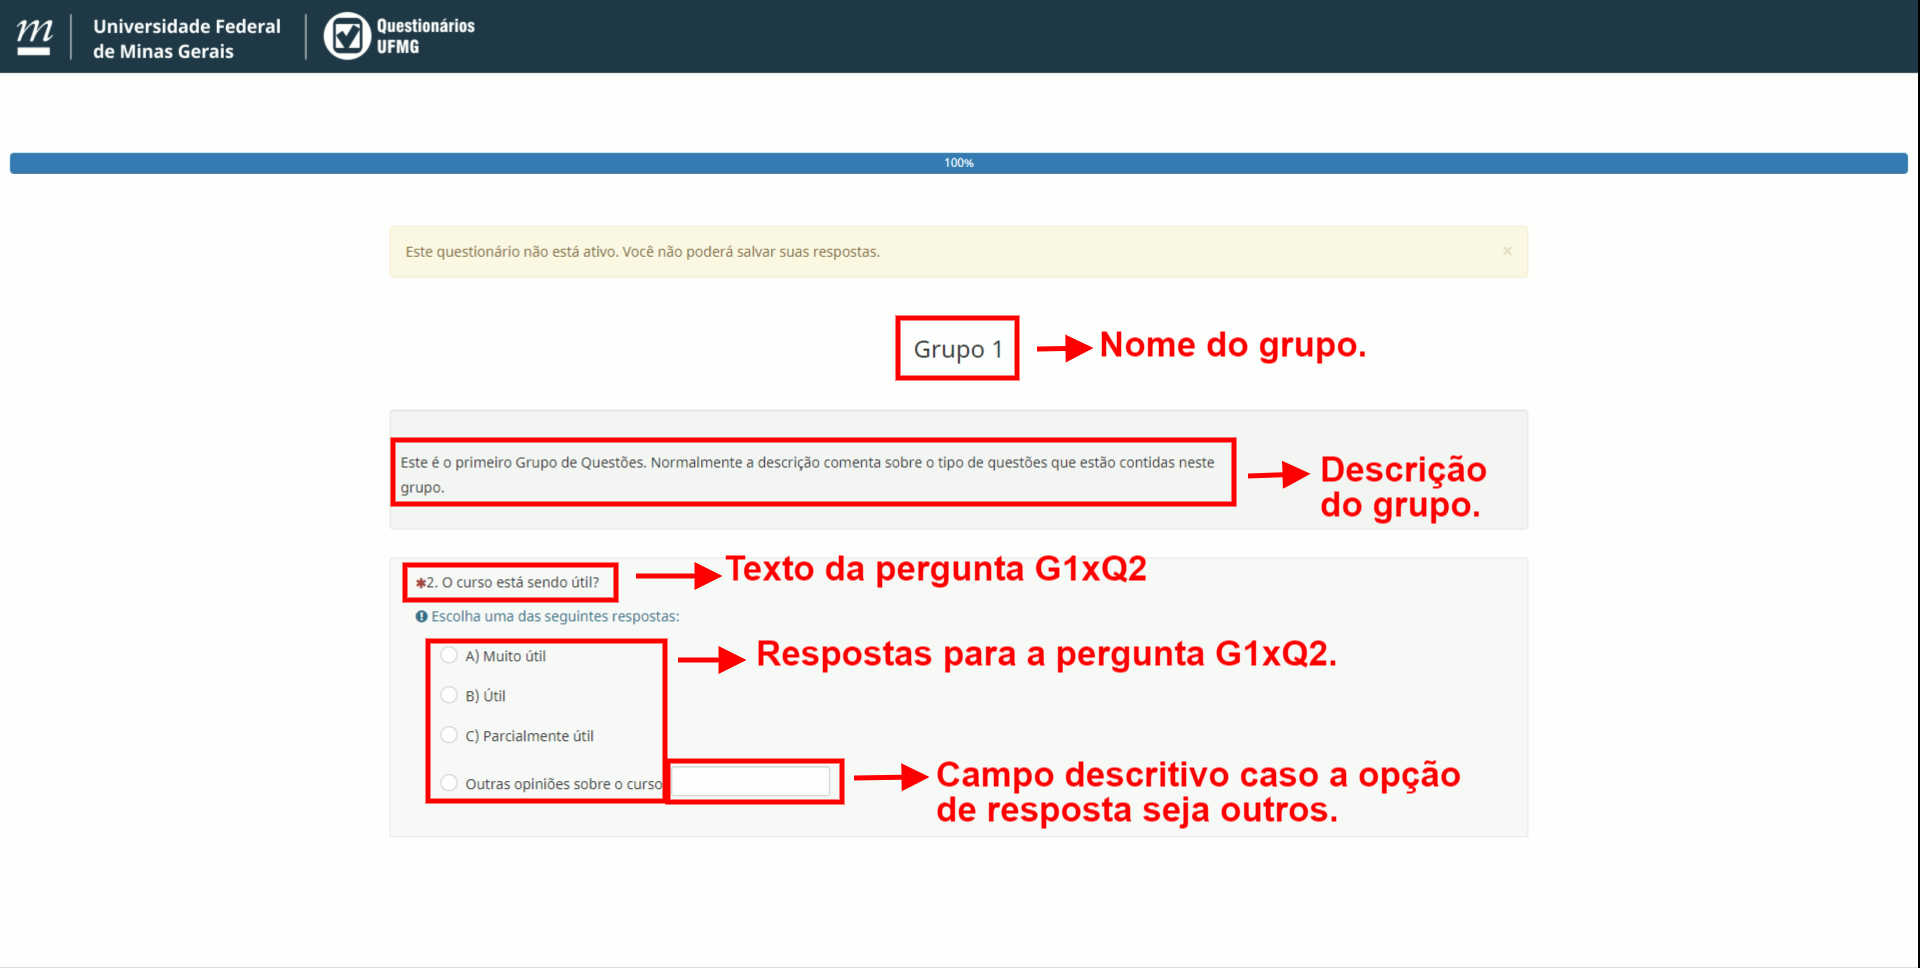 m
Universidade Federal
de Minas Gerais
Questionários
UFMG
100%
Este questionário não está ativo. Você não poderá salvar suas respostas.
×
Grupo 1
Nome do grupo.
Este é o primeiro Grupo de Questões. Normalmente a descrição comenta sobre o tipo de questões que estão contidas neste
grupo.
Descrição
do grupo.
✱2. O curso está sendo útil?
Texto da pergunta G1xQ2
Escolha uma das seguintes respostas:
A) Muito útil
Respostas para a pergunta G1xQ2.
B) Útil
C) Parcialmente útil
Outras opiniões sobre o curso
Campo descritivo caso a opção
de resposta seja outros.